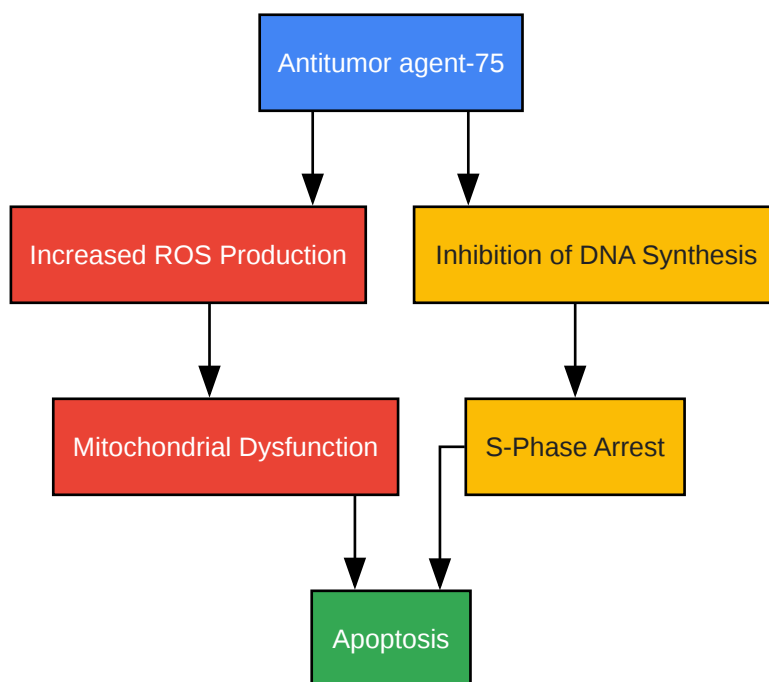 Antitumor agent-75
Increased ROS Production
Inhibition of DNA Synthesis
Mitochondrial Dysfunction
S-Phase Arrest
Apoptosis